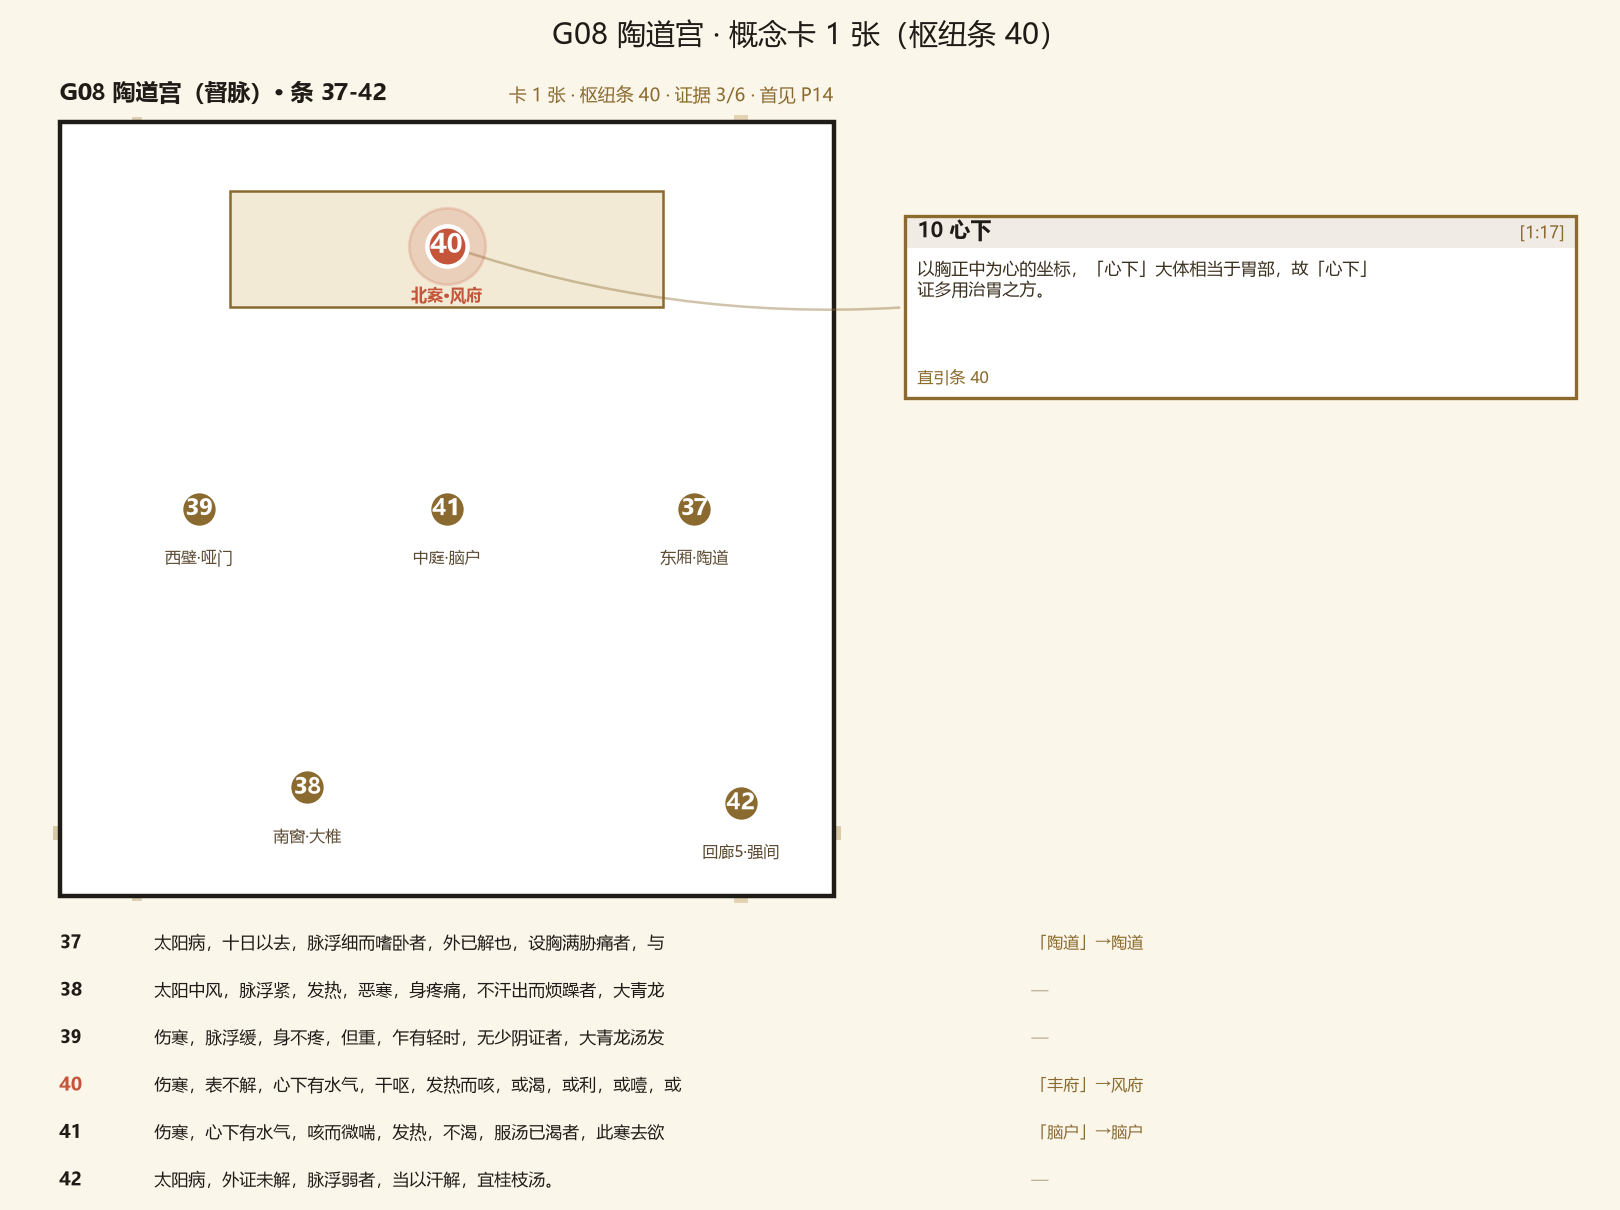 G08 陶道宫 · 概念卡 1 张（枢纽条 40）
G08 陶道宫（督脉）• 条 37-42
卡 1 张 · 枢纽条 40 · 证据 3/6 · 首见 P14
40
北案•风府
10 心下
[1:17]
以胸正中为心的坐标，「心下」大体相当于胃部，故「心下」
证多用治胃之方。
直引条 40
39
西壁·哑门
41
中庭·脑户
37
东厢·陶道
38
南窗·大椎
42
回廊5·强间
37 太阳病，十日以去，脉浮细而嗜卧者，外已解也，设胸满胁痛者，与 「陶道」→陶道
38 太阳中风，脉浮紧，发热，恶寒，身疼痛，不汗出而烦躁者，大青龙 —
39 伤寒，脉浮缓，身不疼，但重，乍有轻时，无少阴证者，大青龙汤发 —
40 伤寒，表不解，心下有水气，干呕，发热而咳，或渴，或利，或噎，或 「丰府」→风府
41 伤寒，心下有水气，咳而微喘，发热，不渴，服汤已渴者，此寒去欲 「脑户」→脑户
42 太阳病，外证未解，脉浮弱者，当以汗解，宜桂枝汤。 —